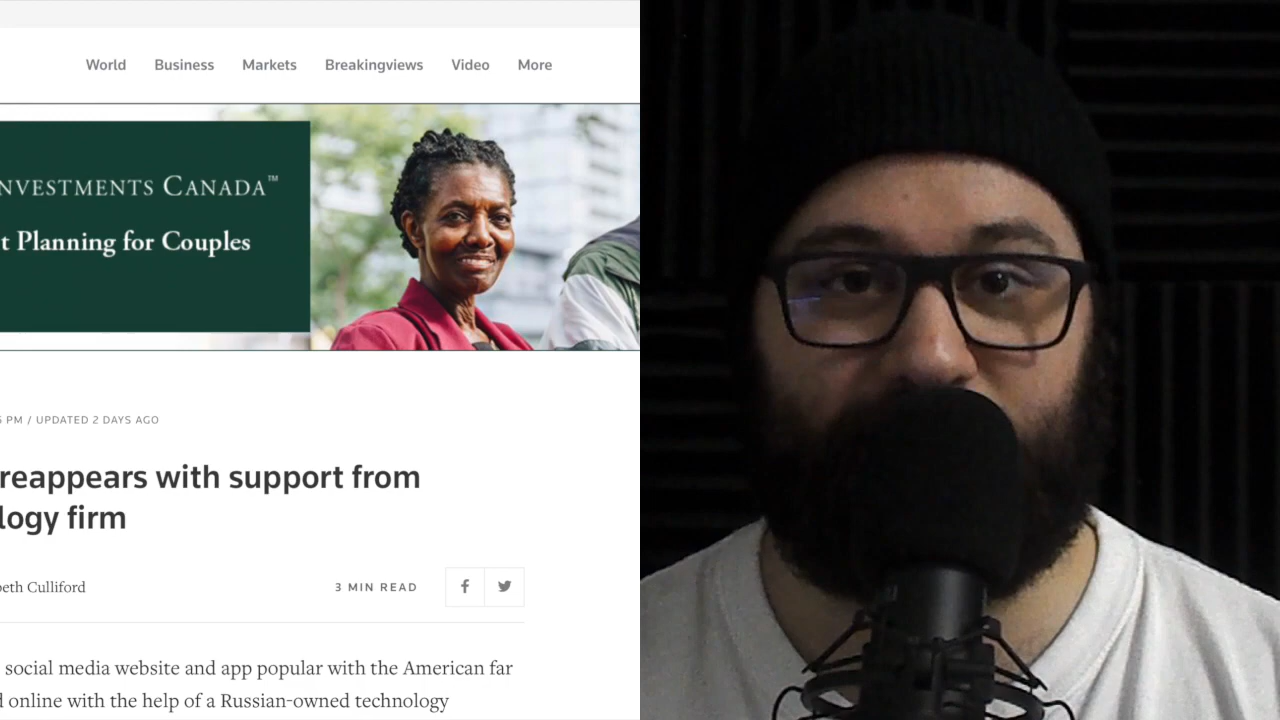 World Business Markets Breakingviews Video More
NVESTMENTS CANADA™
t Planning for Couples
PM / UPDATED 2 DAYS AGO
reappears with support from
logy firm
beth Culliford
3 MIN READ
social media website and app popular with the American far
online with the help of a Russian-owned technology